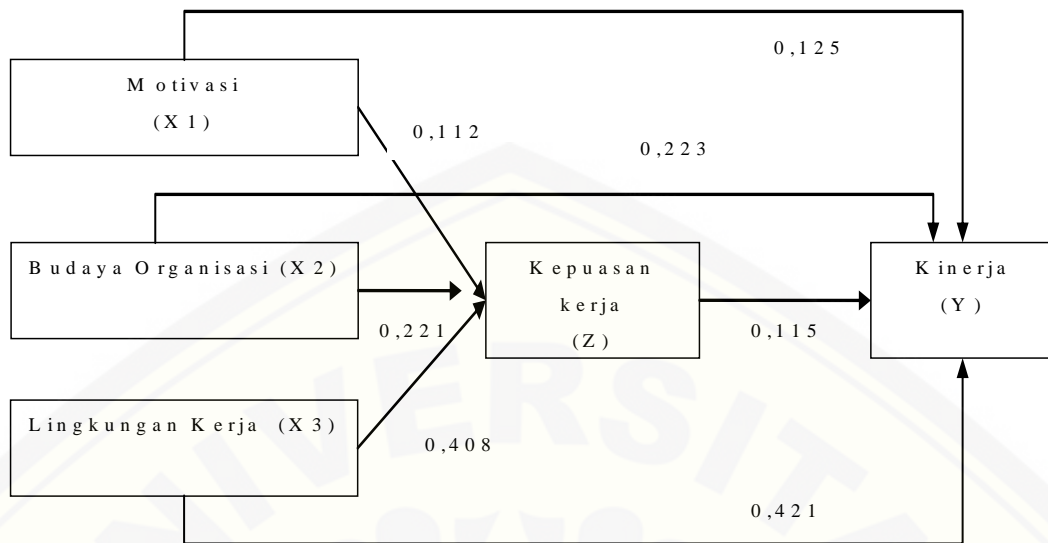 0,125
Motivasi
(X1)
0,112
0,223
Budaya Organisasi (X2)
Kepuasan
kerja
(Z)
Kinerja
(Y)
0,221
0,115
Lingkungan Kerja (X3)
0,408
0,421
UNIVERSITA